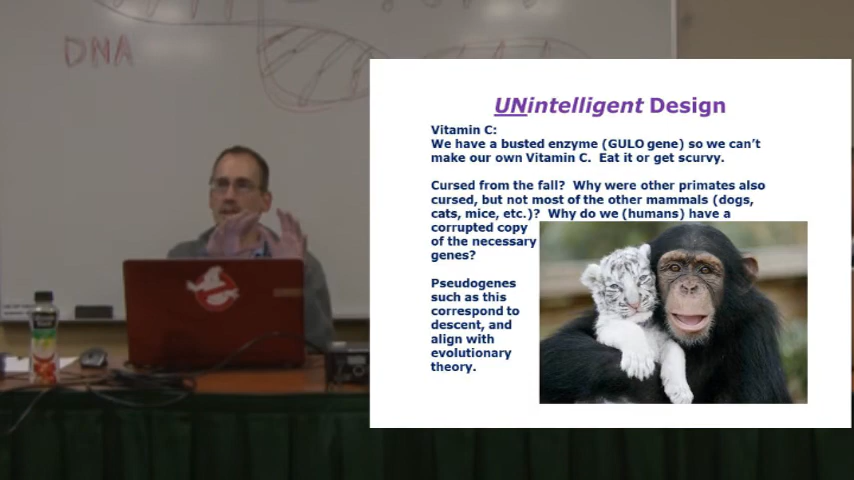 DNA
UNintelligent Design
Vitamin C:
We have a busted enzyme (GULO gene) so we can't
make our own Vitamin C.  Eat it or get scurvy.
Cursed from the fall?  Why were other primates also
cursed, but not most of the other mammals (dogs,
cats, mice, etc.)?  Why do we (humans) have a
corrupted copy
of the necessary
genes?
Pseudogenes
such as this
correspond to
descent, and
align with
evolutionary
theory.